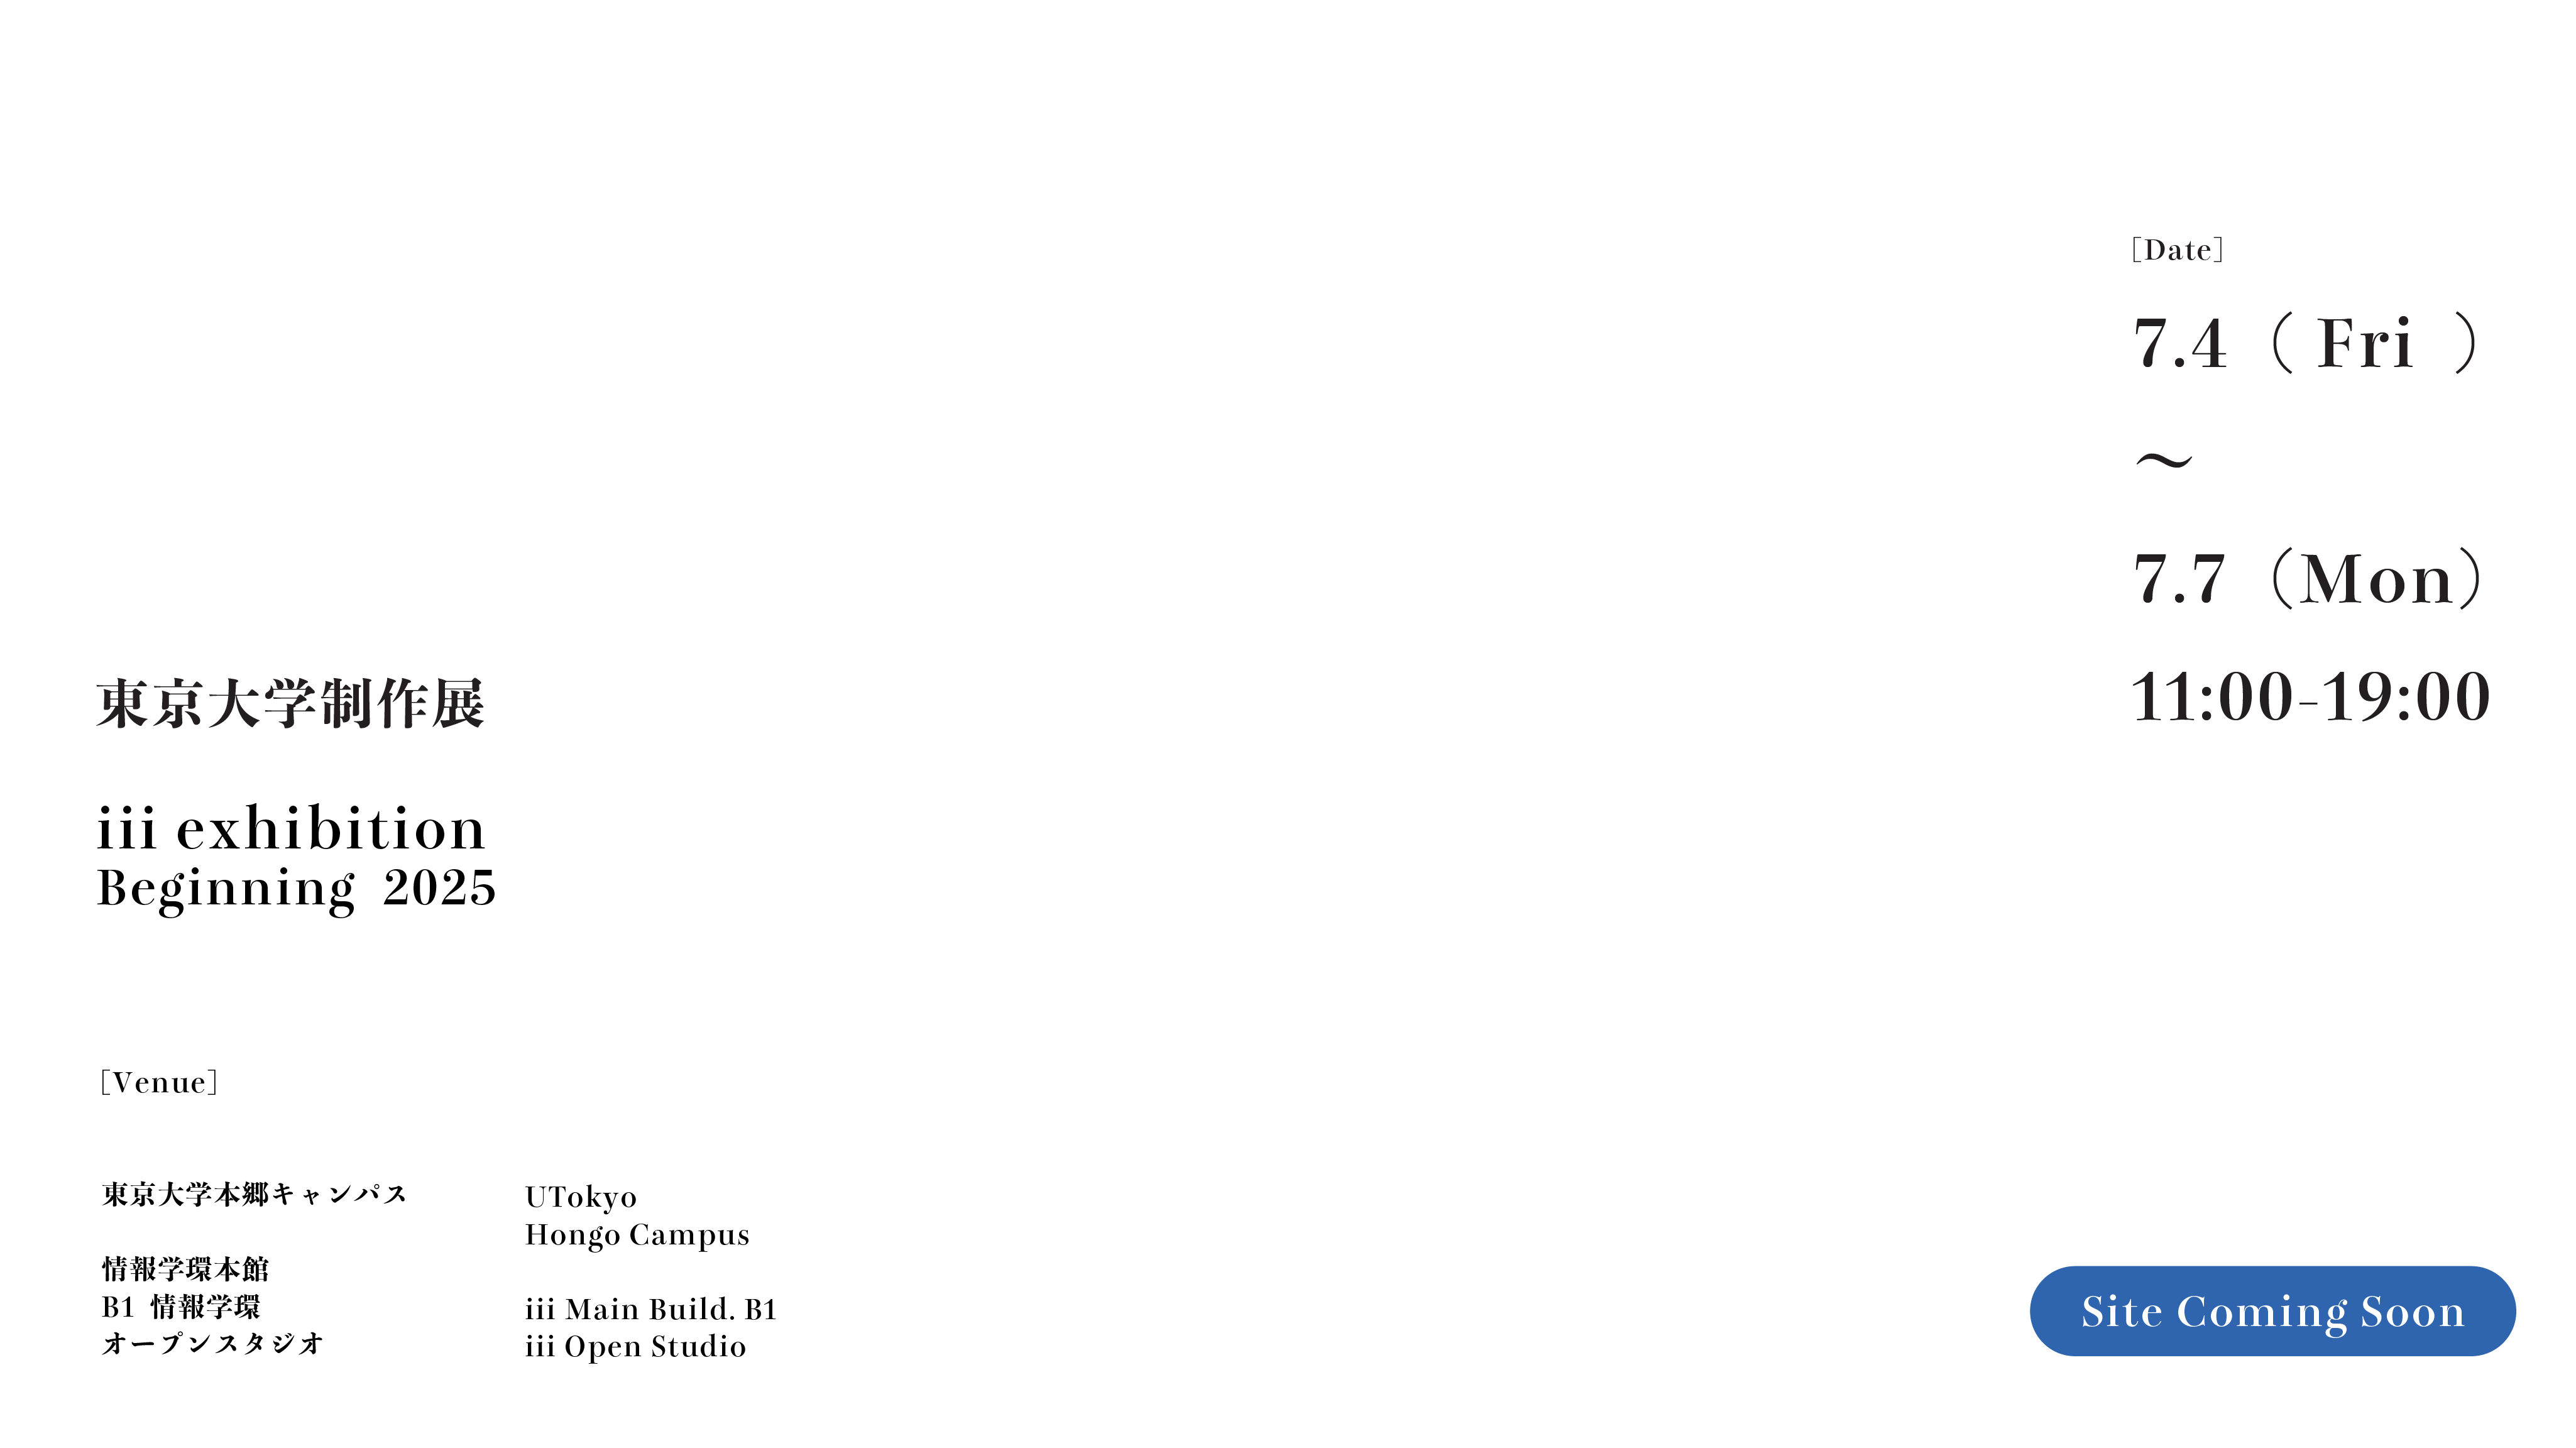 [Date]
7.4（ Fri ）
～
7.7（Mon）
11:00-19:00
東京大学制作展
iii exhibition
Beginning 2025
[Venue]
東京大学本郷キャンパス
情報学環本館
B1 情報学環
オープンスタジオ
UTokyo
Hongo Campus
iii Main Build. B1
iii Open Studio
Site Coming Soon